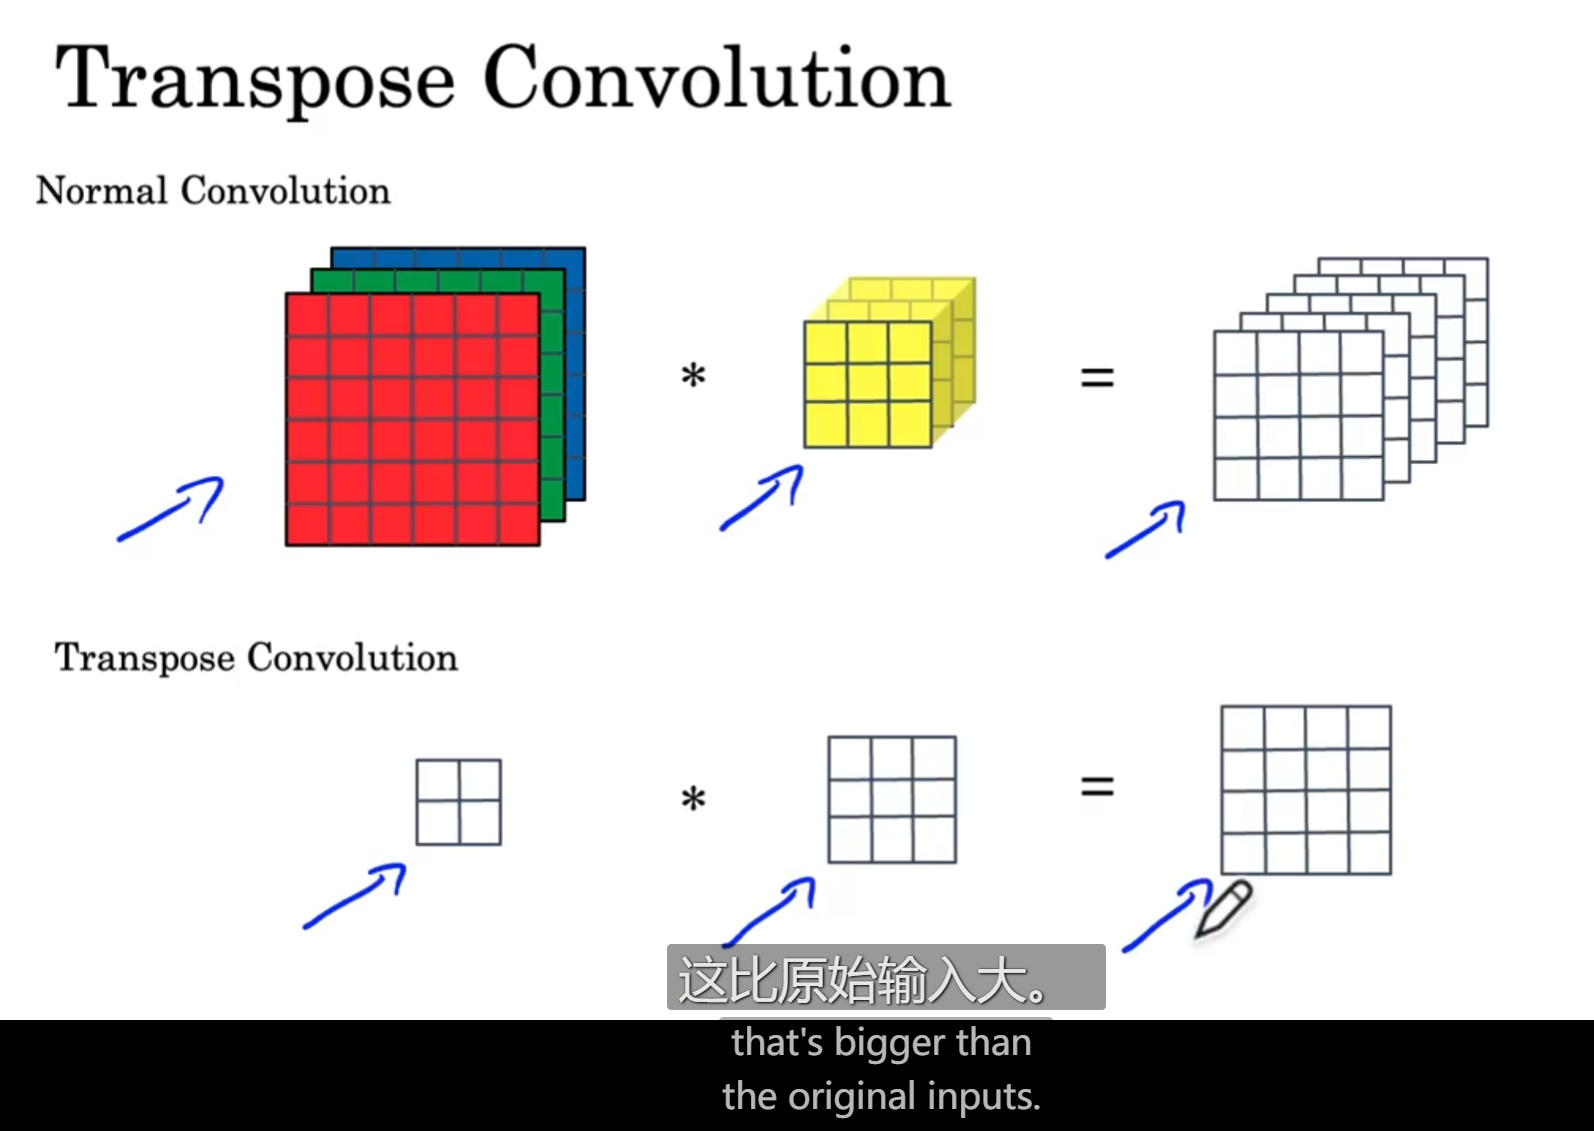 Transpose Convolution
Normal Convolution
* =
Transpose Convolution
* =
这比原始输入大。
that's bigger than
the original inputs.